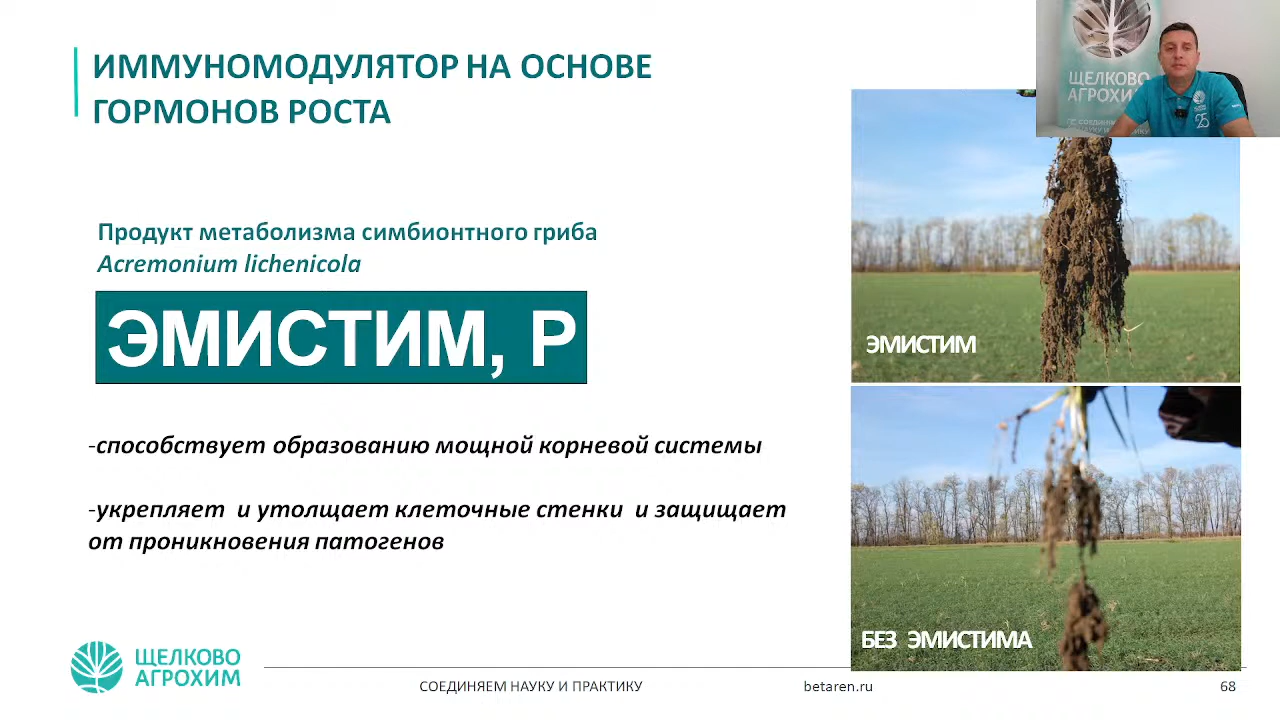 ИММУНОМОДУЛЯТОР НА ОСНОВЕ
ГОРМОНОВ РОСТА
ЩЕЛКОВО
АГРОХИМ
25
Продукт метаболизма симбионтного гриба
Acremonium lichenicola
ЭМИСТИМ, Р
ЭМИСТИМ
-способствует образованию мощной корневой системы
-укрепляет и утолщает клеточные стенки и защищает
от проникновения патогенов
БЕЗ ЭМИСТИМА
ЩЕЛКОВО
АГРОХИМ
СОЕДИНЯЕМ НАУКУ И ПРАКТИКУ
betaren.ru
68